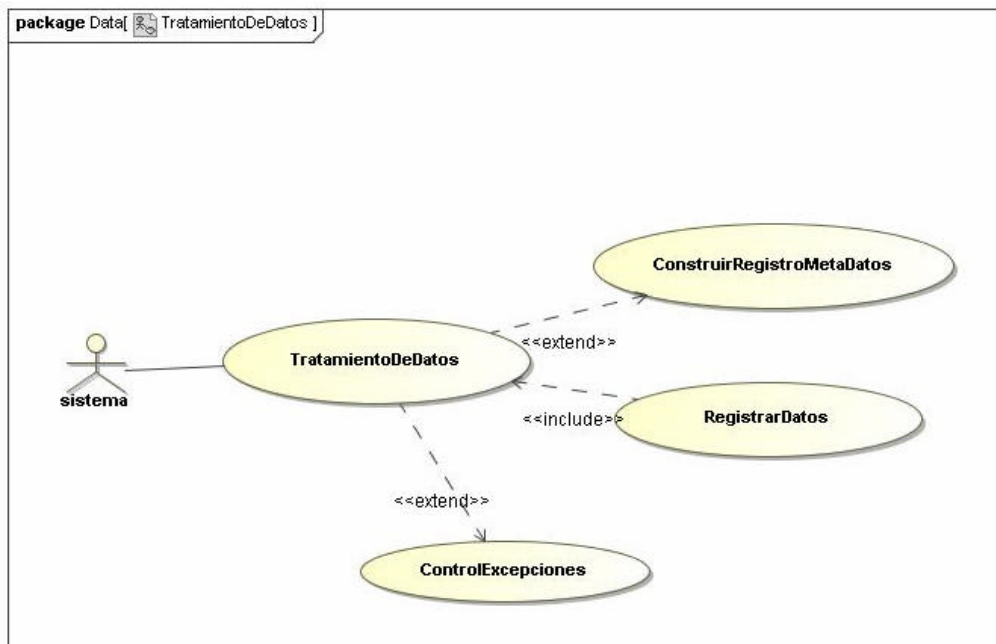 package Data[ TratamientoDeDatos ]
ConstruirRegistroMetaDatos
<<extend>>
TratamientoDeDatos
sistema
<<include>>
RegistrarDatos
<<extend>>
ControlExcepciones